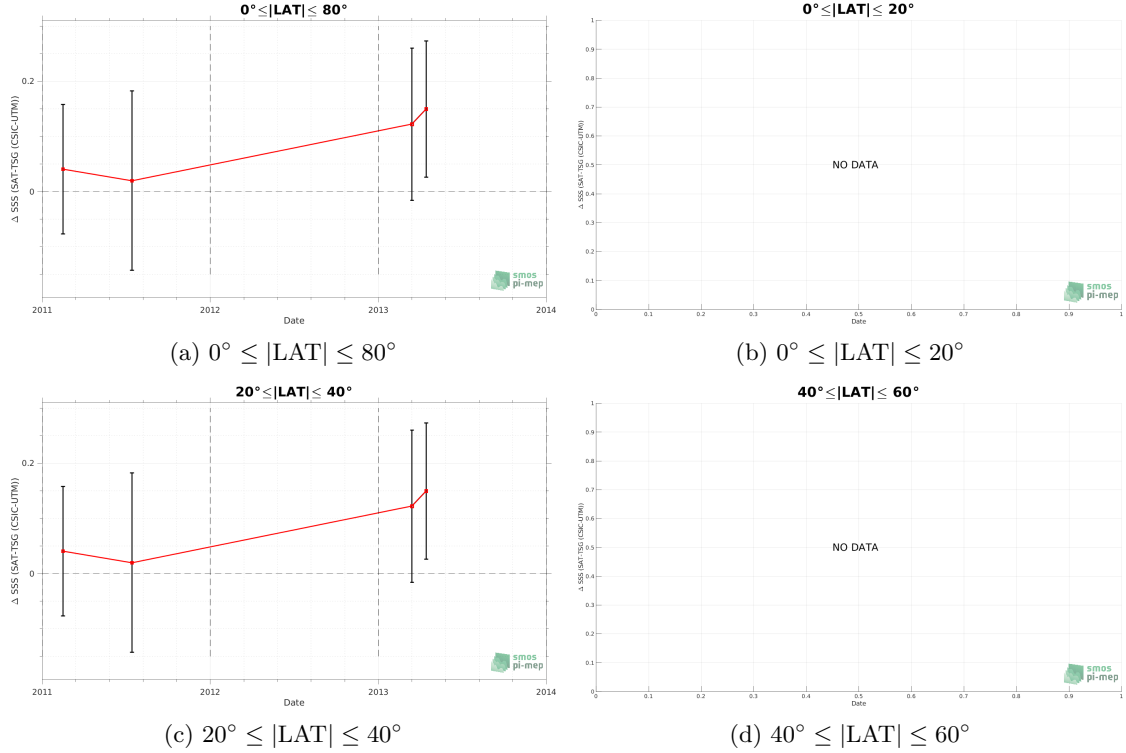 0°≤|LAT|≤ 80°
Δ SSS (SAT-TSG (CSIC-UTM))
0.2
0
2011 2012 2013 2014
Date
smos
pi-mep
(a) 0° ≤ |LAT| ≤ 80°
0°≤|LAT|≤ 20°
Δ SSS (SAT-TSG (CSIC-UTM))
1
0.9
0.8
0.7
0.6
0.5
0.4
0.3
0.2
0.1
0
NO DATA
0 0.1 0.2 0.3 0.4 0.5 0.6 0.7 0.8 0.9 1
Date
smos
pi-mep
(b) 0° ≤ |LAT| ≤ 20°
20°≤|LAT|≤ 40°
Δ SSS (SAT-TSG (CSIC-UTM))
0.2
0
2011 2012 2013 2014
Date
smos
pi-mep
(c) 20° ≤ |LAT| ≤ 40°
40°≤|LAT|≤ 60°
Δ SSS (SAT-TSG (CSIC-UTM))
1
0.9
0.8
0.7
0.6
0.5
0.4
0.3
0.2
0.1
0
NO DATA
0 0.1 0.2 0.3 0.4 0.5 0.6 0.7 0.8 0.9 1
Date
smos
pi-mep
(d) 40° ≤ |LAT| ≤ 60°